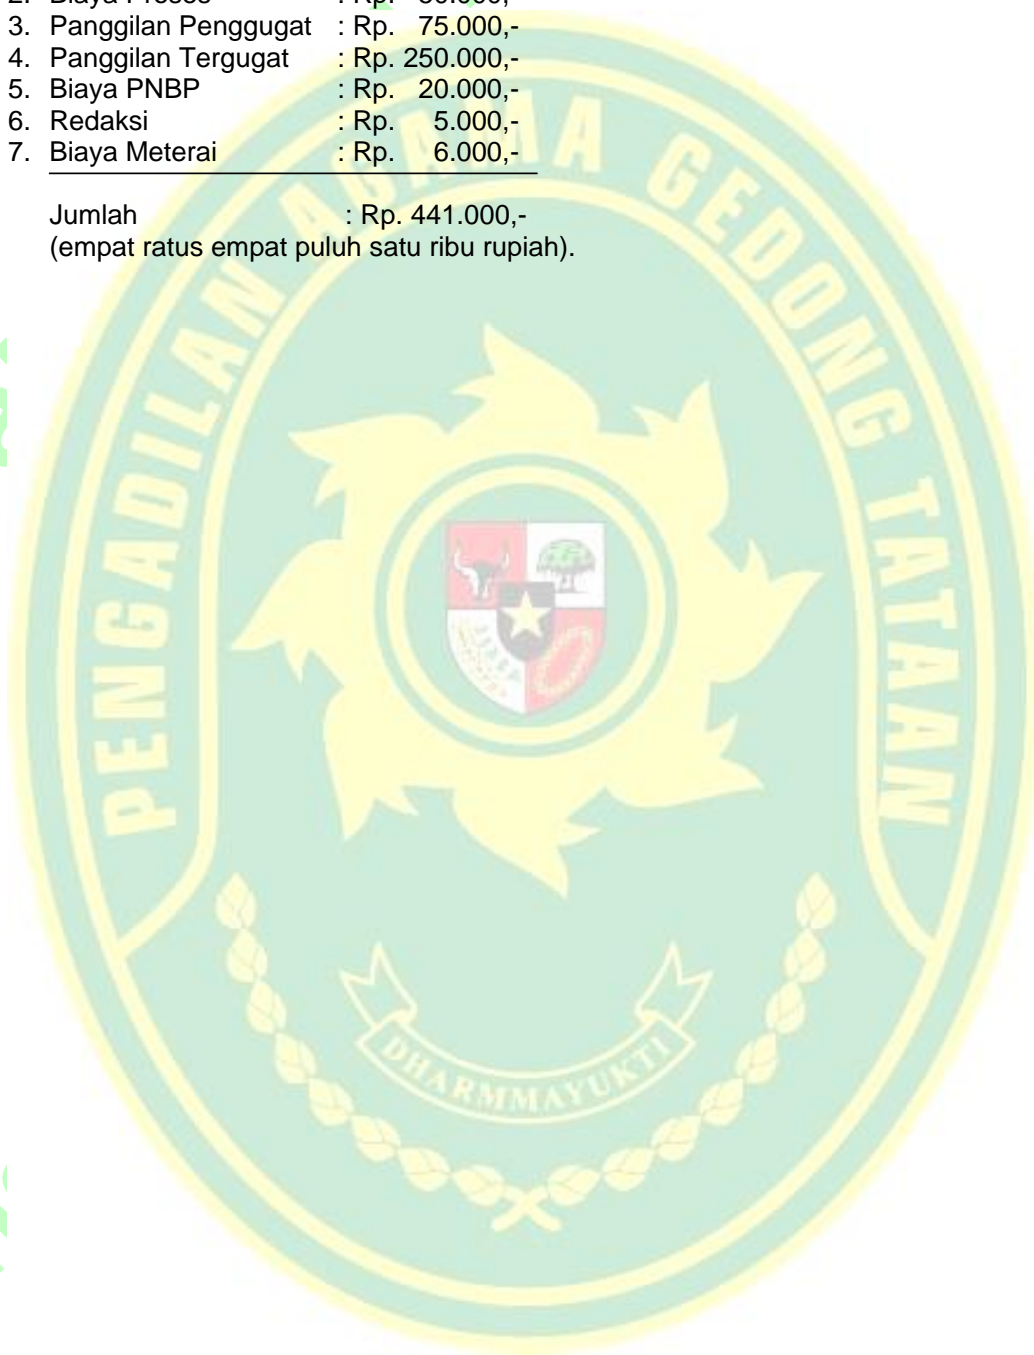 3. Panggilan Penggugat : Rp. 75.000,-
4. Panggilan Tergugat : Rp. 250.000,-
5. Biaya PNBP : Rp. 20.000,-
6. Redaksi : Rp. 5.000,-
7. Biaya Meterai : Rp. 6.000,-
Jumlah : Rp. 441.000,-
(empat ratus empat puluh satu ribu rupiah).
PENGADILAN AGAMA GEDONG TATAAN
DHARMMAYUKTI